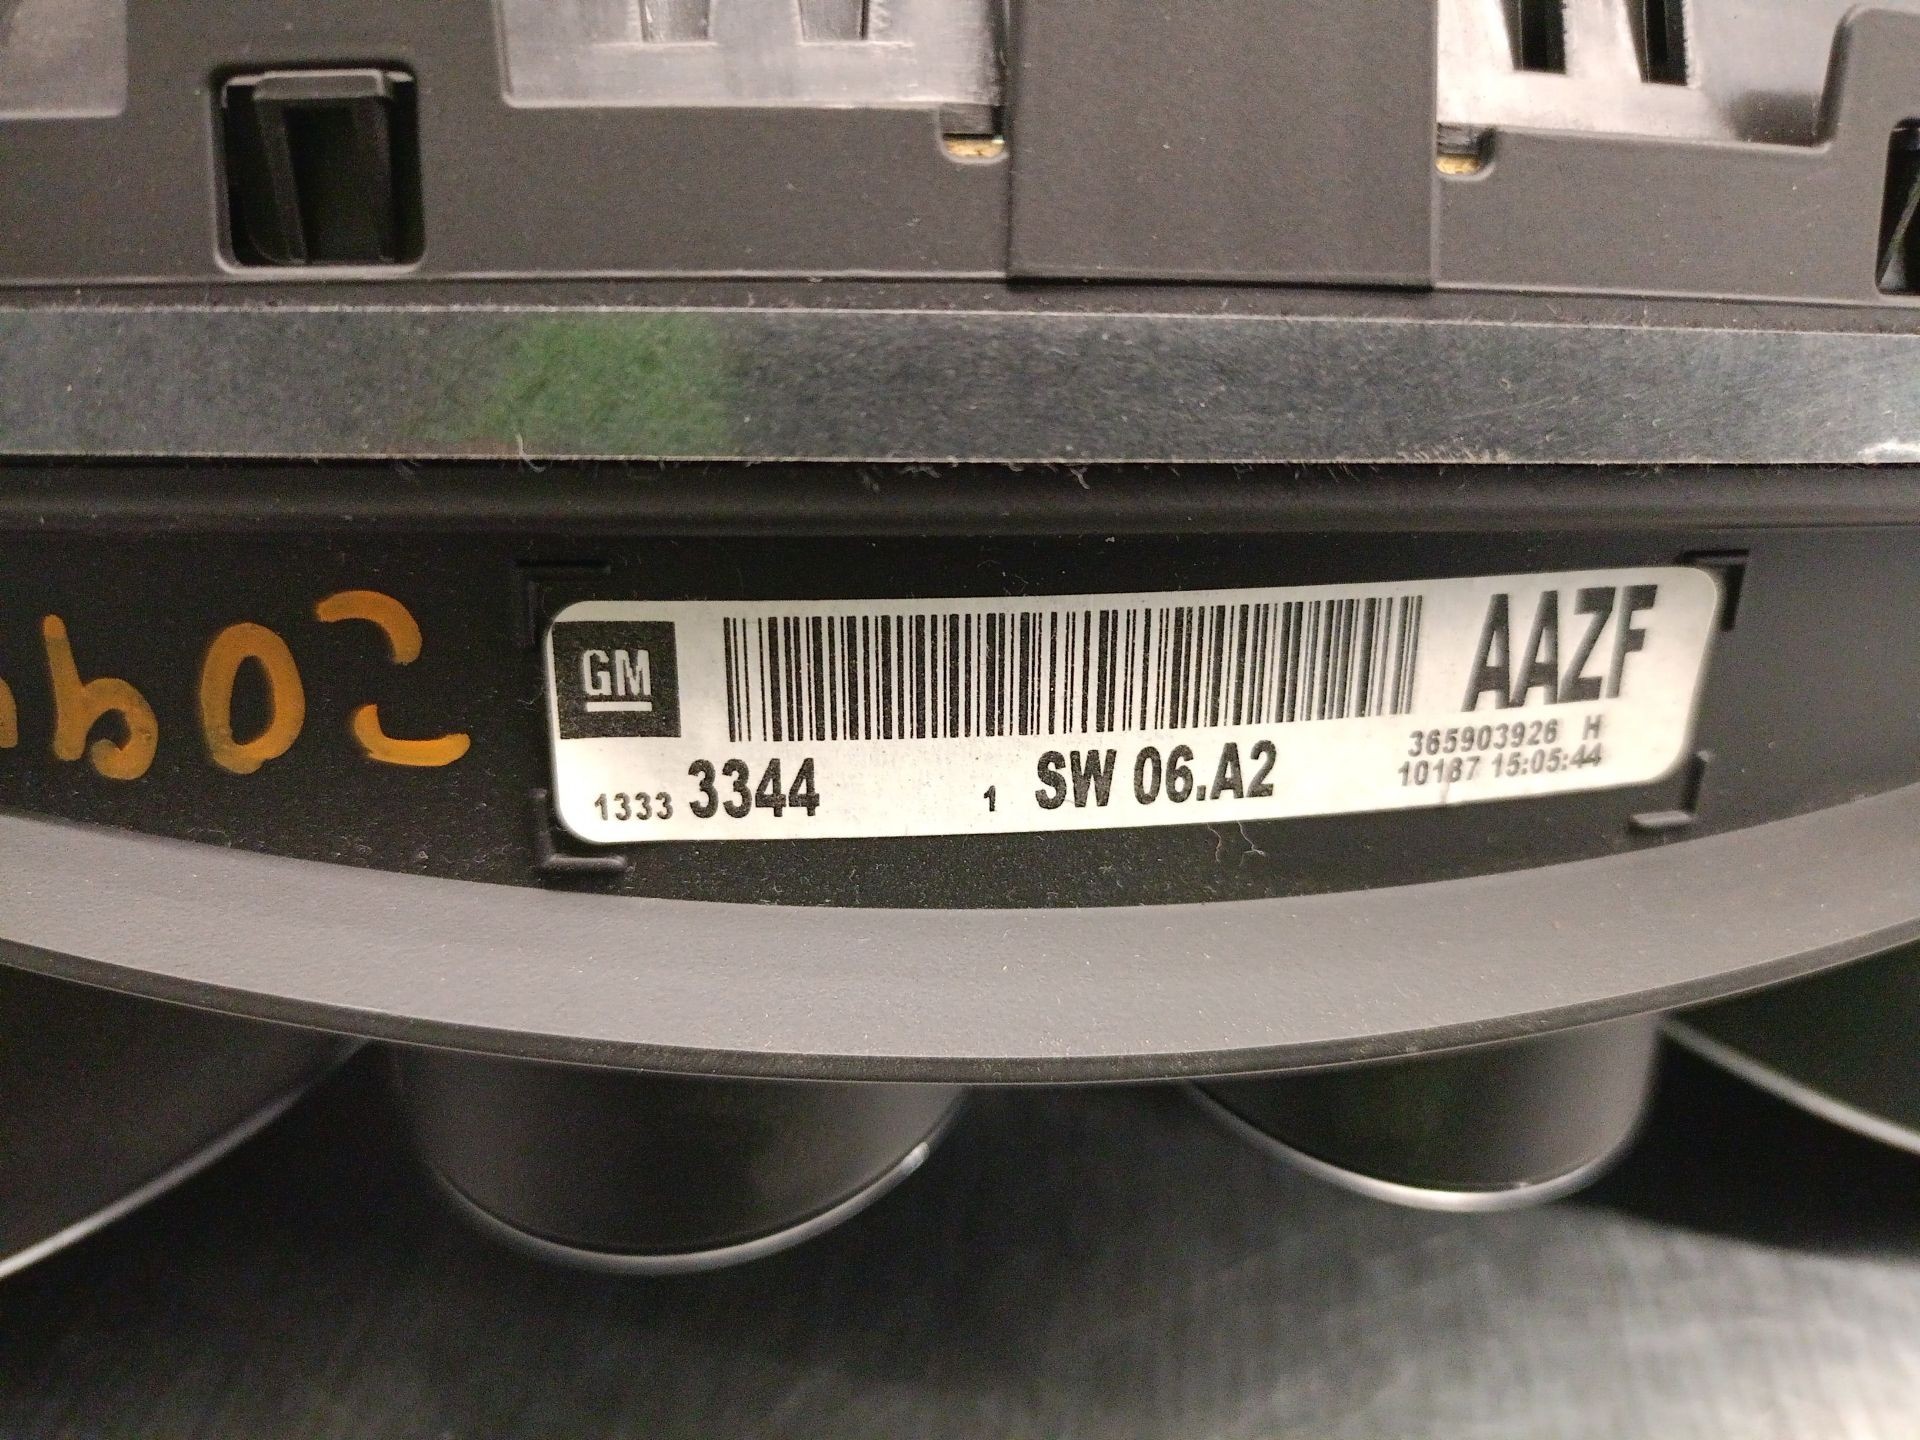 GM
AAZF
365903926 H
10187 15:05:44
1333 3344 1 SW 06.A2